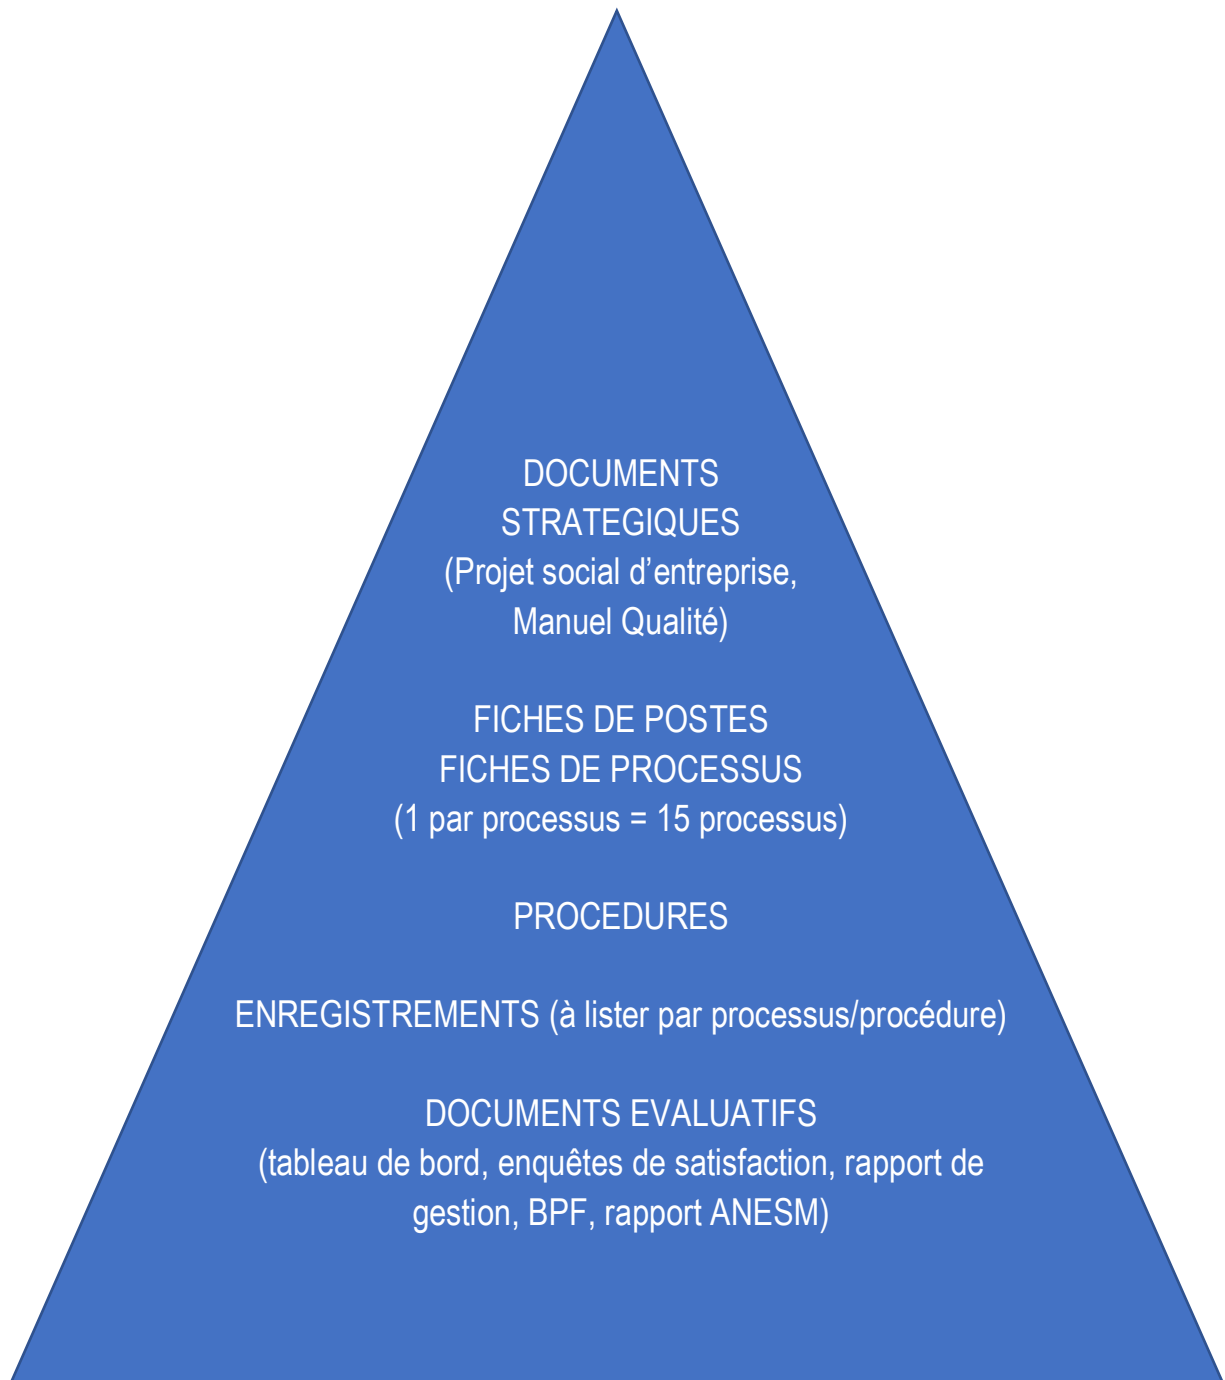 DOCUMENTS
STRATEGIQUES
(Projet social d’entreprise,
Manuel Qualité)
FICHES DE POSTES
FICHES DE PROCESSUS
(1 par processus = 15 processus)
PROCEDURES
ENREGISTREMENTS (à lister par processus/procédure)
DOCUMENTS EVALUATIFS
(tableau de bord, enquêtes de satisfaction, rapport de
gestion, BPF, rapport ANESM)